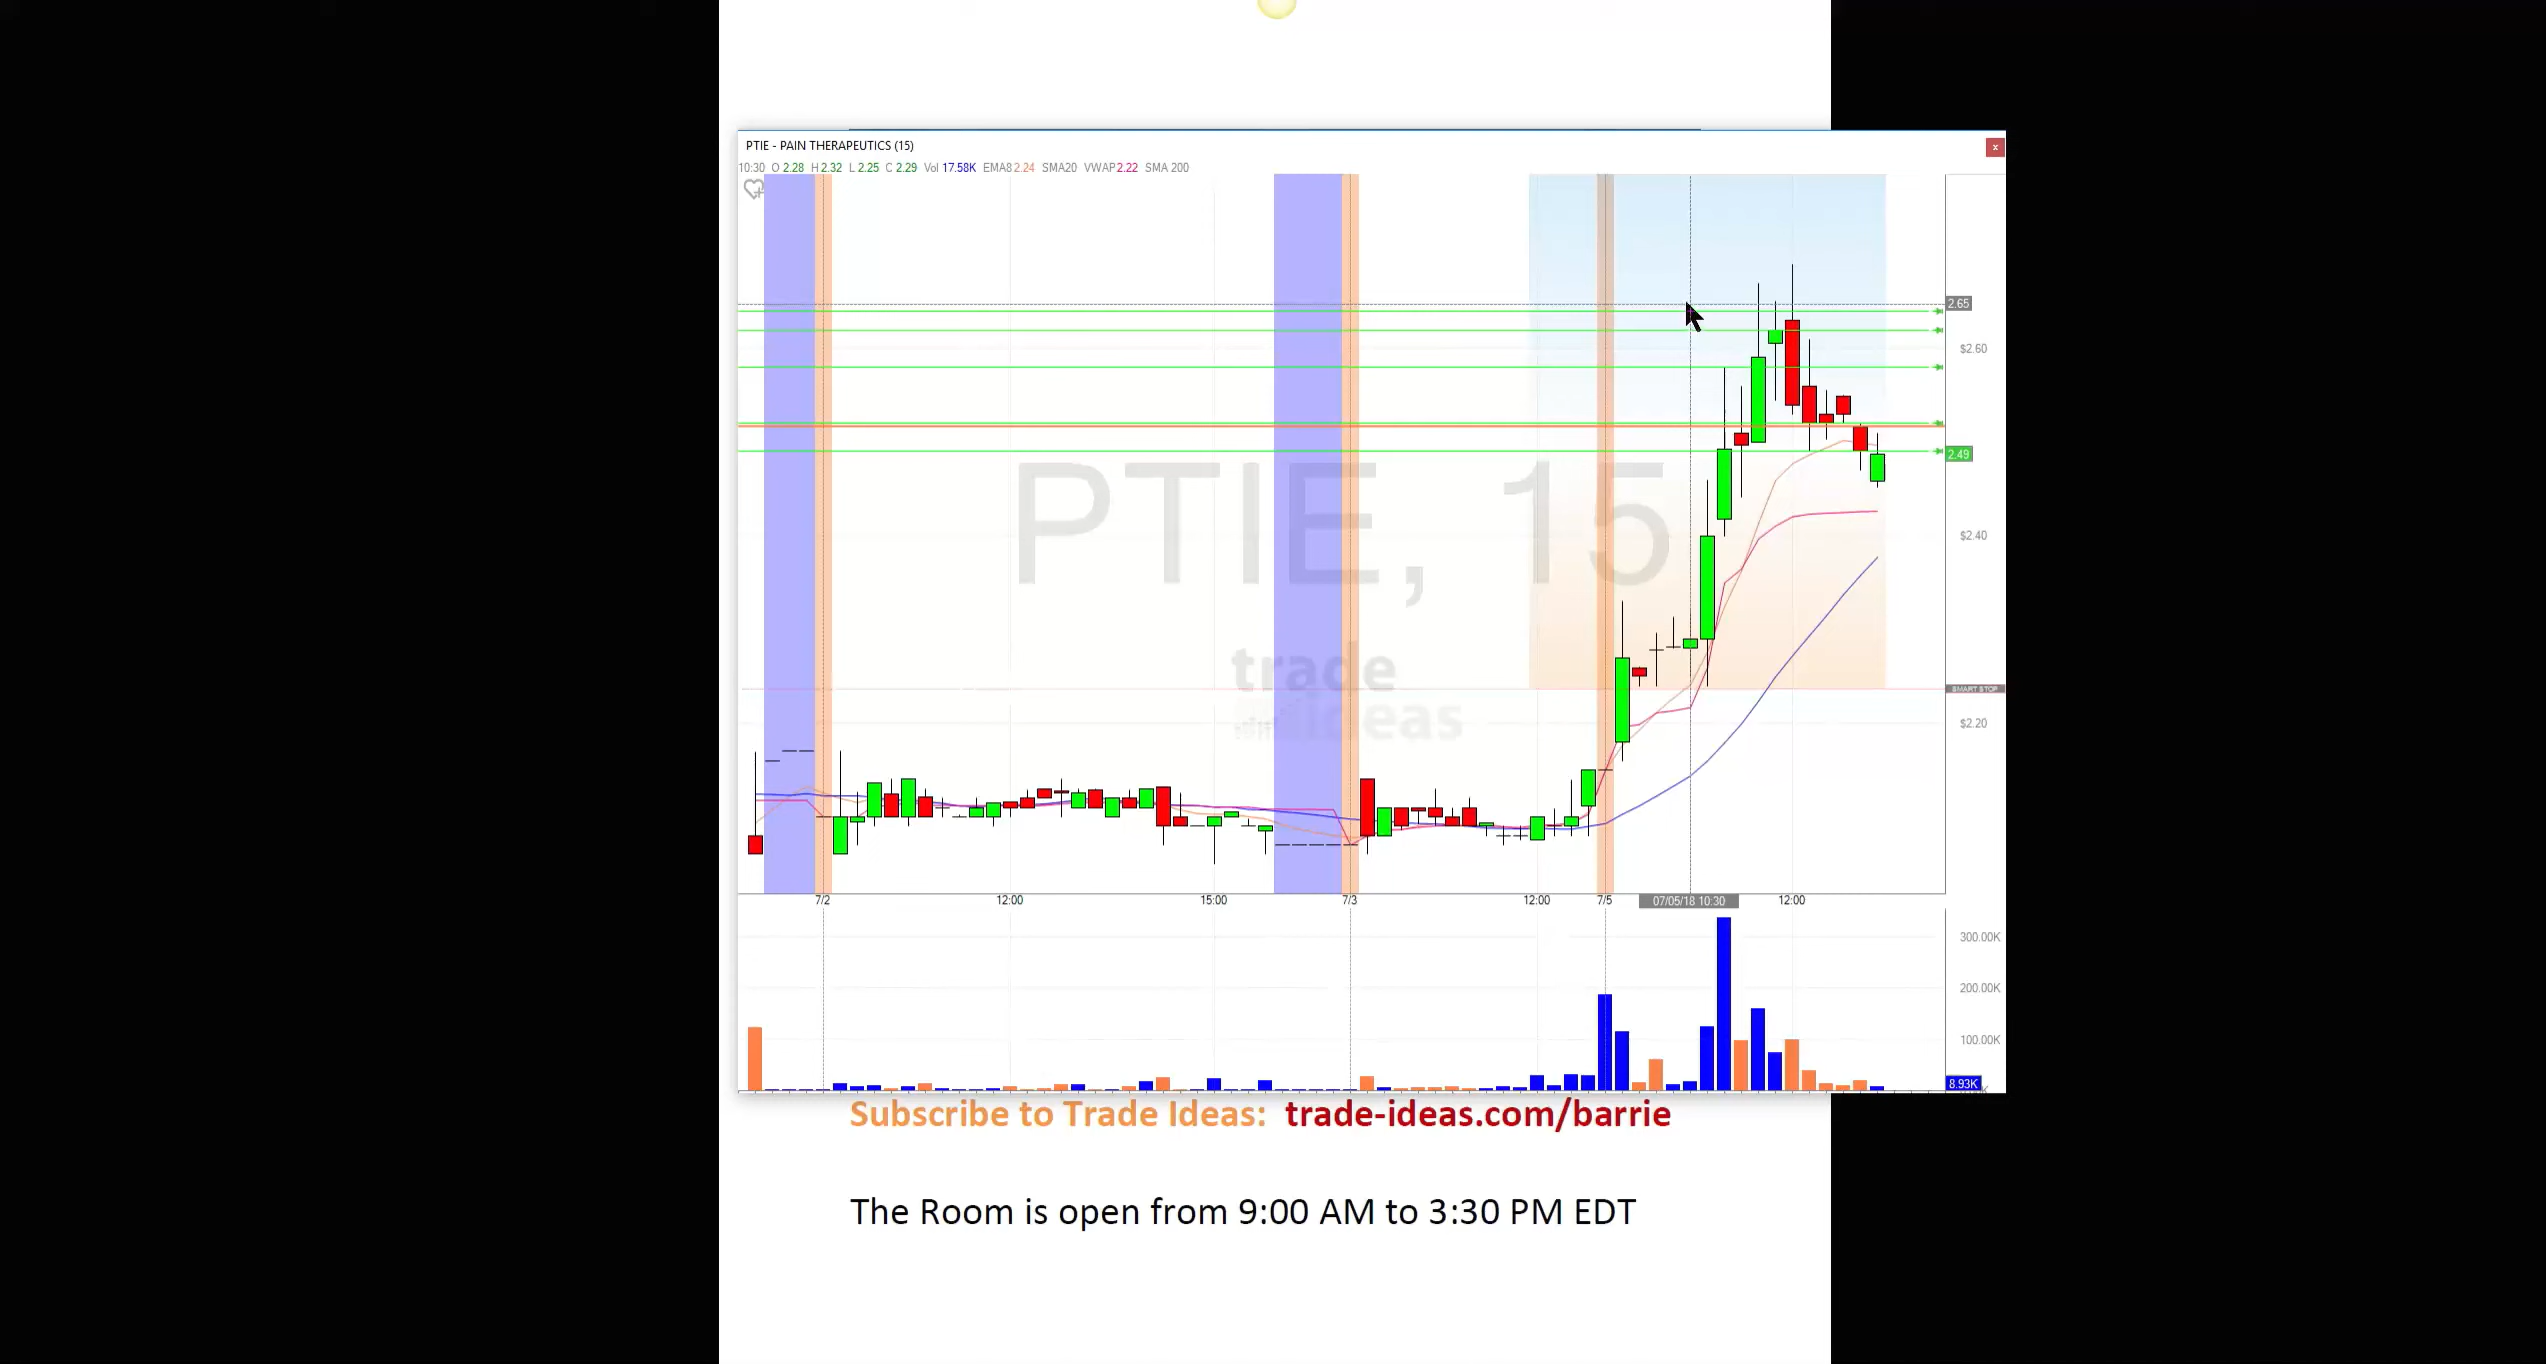 PTIE - PAIN THERAPEUTICS (15)
x
10:30 O 2.28 H 2.32 L 2.25 C 2.29 Vol 17.58K EMA8 2.24 SMA20 VWAP 2.22 SMA 200
2.65
$2.60
2.49
PTIE, 15
$2.40
trade
ideas
SMART STOP
$2.20
7/2 12:00 15:00 7/3 12:00 7/5 07/05/18 10:30 12:00
300.00K
200.00K
100.00K
8.93K
Subscribe to Trade Ideas: trade-ideas.com/barrie
The Room is open from 9:00 AM to 3:30 PM EDT